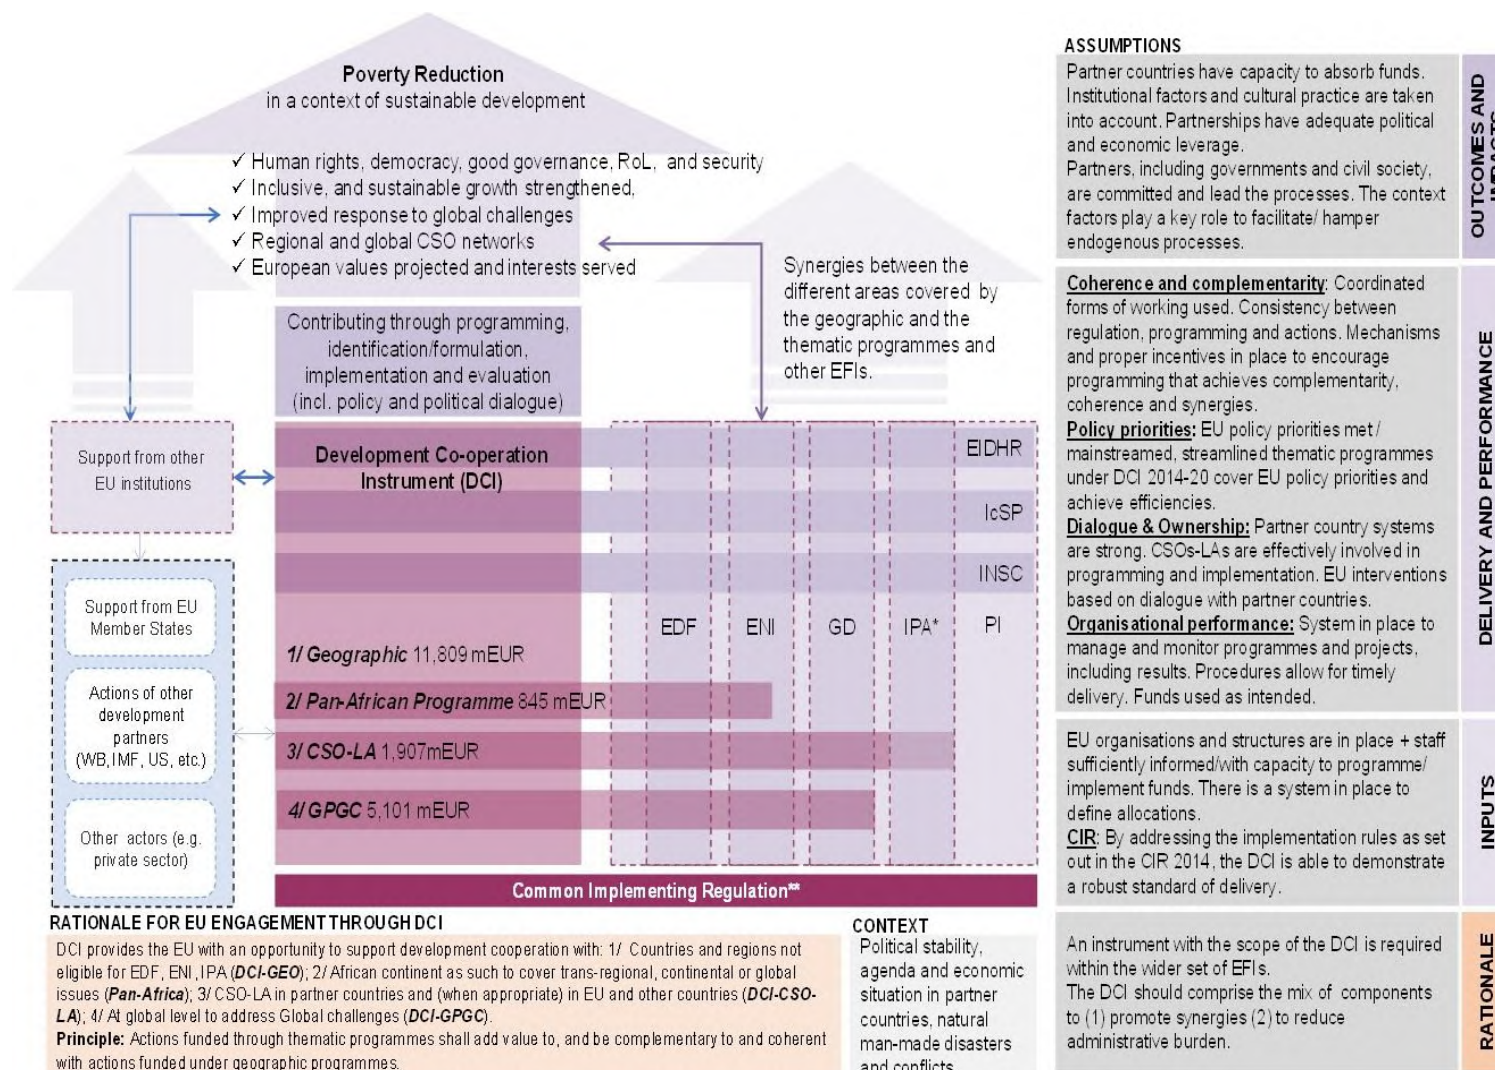 Poverty Reduction
in a context of sustainable development
✓ Human rights, democracy, good governance, RoL, and security
✓ Inclusive, and sustainable growth strengthened,
✓ Improved response to global challenges
✓ Regional and global CSO networks
✓ European values projected and interests served
Synergies between the
different areas covered by
the geographic and the
thematic programmes and
other EFIs.
Contributing through programming,
identification/formulation,
implementation and evaluation
(incl. policy and political dialogue)
Support from other
EU institutions
Development Co-operation
Instrument (DCI)
EIDHR
IcSP
INSC
EDF
ENI
GD
IPA*
PI
Support from EU
Member States
Actions of other
development
partners
(WB, IMF, US, etc.)
Other actors (e.g.
private sector)
1/ Geographic 11,809 mEUR
2/ Pan-African Programme 845 mEUR
3/ CSO-LA 1,907mEUR
4/ GPGC 5,101 mEUR
Common Implementing Regulation**
RATIONALE FOR EU ENGAGEMENT THROUGH DCI
DCI provides the EU with an opportunity to support development cooperation with: 1/ Countries and regions not
eligible for EDF, ENI ,IPA (DCI-GEO); 2/ African continent as such to cover trans-regional, continental or global
issues (Pan-Africa); 3/ CSO-LA in partner countries and (when appropriate) in EU and other countries (DCI-CSO-
LA); 4/ At global level to address Global challenges (DCI-GPGC).
Principle: Actions funded through thematic programmes shall add value to, and be complementary to and coherent
with actions funded under geographic programmes.
CONTEXT
Political stability,
agenda and economic
situation in partner
countries, natural
man-made disasters
and conflicts
ASSUMPTIONS
Partner countries have capacity to absorb funds.
Institutional factors and cultural practice are taken
into account. Partnerships have adequate political
and economic leverage.
Partners, including governments and civil society,
are committed and lead the processes. The context
factors play a key role to facilitate/ hamper
endogenous processes.
OUTCOMES AND
IMPACTS
Coherence and complementarity: Coordinated
forms of working used. Consistency between
regulation, programming and actions. Mechanisms
and proper incentives in place to encourage
programming that achieves complementarity,
coherence and synergies.
Policy priorities: EU policy priorities met /
mainstreamed, streamlined thematic programmes
under DCI 2014-20 cover EU policy priorities and
achieve efficiencies.
Dialogue & Ownership: Partner country systems
are strong. CSOs-LAs are effectively involved in
programming and implementation. EU interventions
based on dialogue with partner countries.
Organisational performance: System in place to
manage and monitor programmes and projects,
including results. Procedures allow for timely
delivery. Funds used as intended.
DELIVERY AND PERFORMANCE
EU organisations and structures are in place + staff
sufficiently informed/with capacity to programme/
implement funds. There is a system in place to
define allocations.
CIR: By addressing the implementation rules as set
out in the CIR 2014, the DCI is able to demonstrate
a robust standard of delivery.
INPUTS
An instrument with the scope of the DCI is required
within the wider set of EFIs.
The DCI should comprise the mix of components
to (1) promote synergies (2) to reduce
administrative burden.
RATIONALE